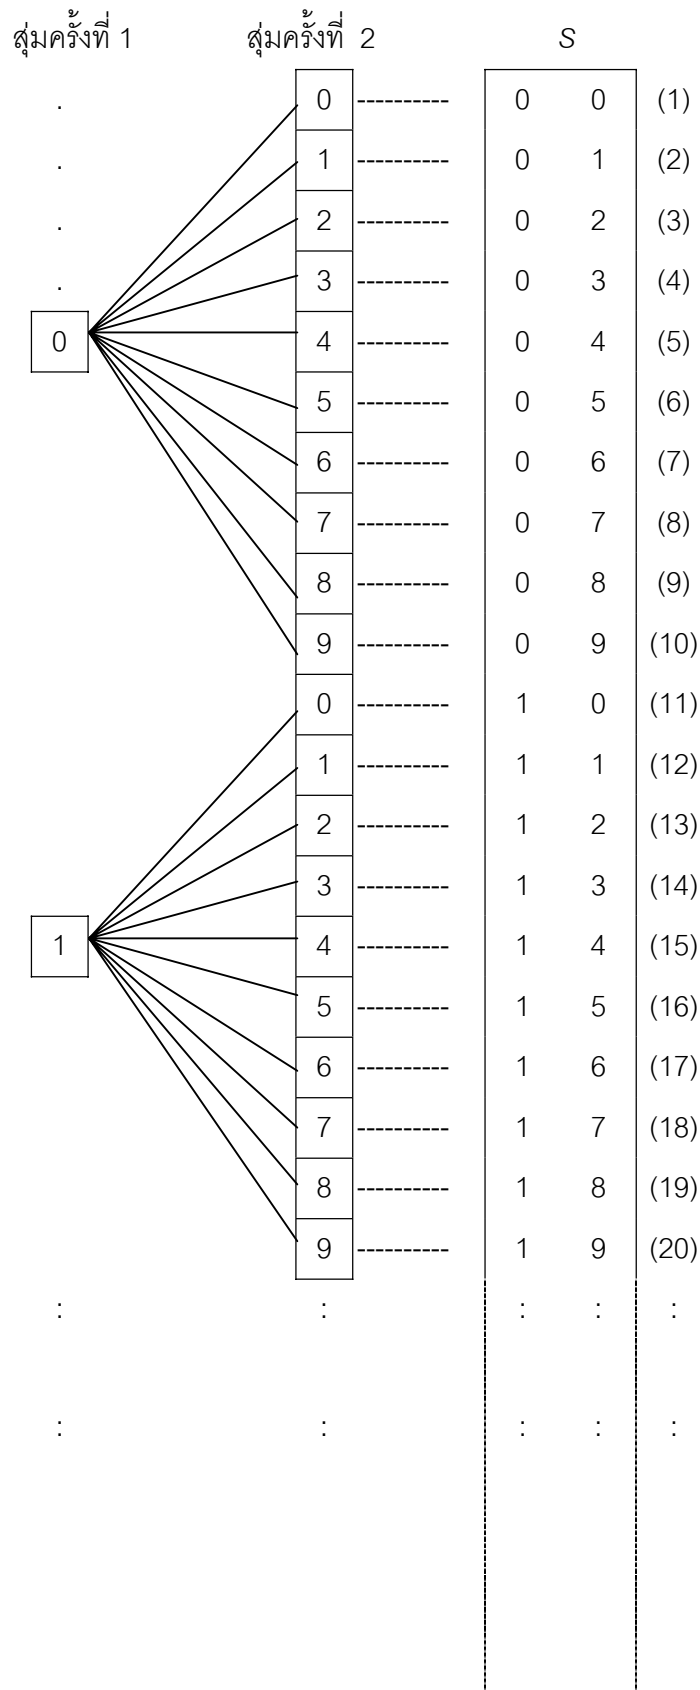 สุ่มครั้งที่ 1 สุ่มครั้งที่ 2 S
. 0 ---------- 0 0 (1)
. 1 ---------- 0 1 (2)
. 2 ---------- 0 2 (3)
. 3 ---------- 0 3 (4)
0 4 ---------- 0 4 (5)
5 ---------- 0 5 (6)
6 ---------- 0 6 (7)
7 ---------- 0 7 (8)
8 ---------- 0 8 (9)
9 ---------- 0 9 (10)
0 ---------- 1 0 (11)
1 ---------- 1 1 (12)
2 ---------- 1 2 (13)
3 ---------- 1 3 (14)
1 4 ---------- 1 4 (15)
5 ---------- 1 5 (16)
6 ---------- 1 6 (17)
7 ---------- 1 7 (18)
8 ---------- 1 8 (19)
9 ---------- 1 9 (20)
: : : : :
: : : : :